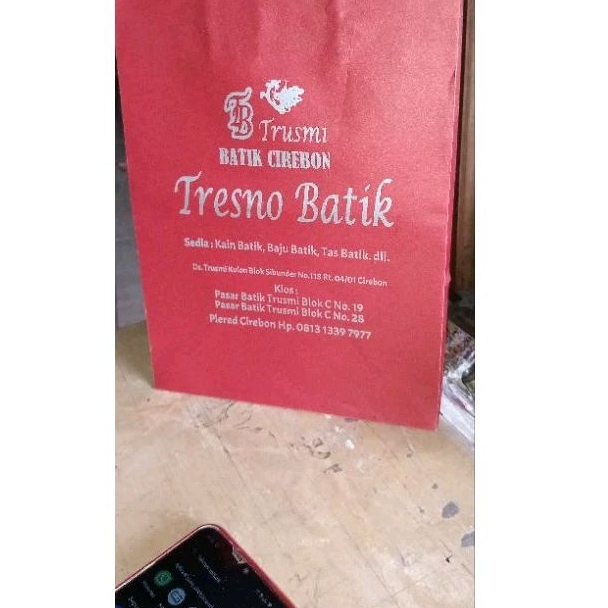 TB
Trusmi
BATIK CIREBON
Tresno Batik
Sedia : Kain Batik, Baju Batik, Tas Batik. dll.
Ds. Trusmi Kulon Blok Sibunder No.118 Rt. 04/01 Cirebon
Kios :
Pasar Batik Trusmi Blok C No. 19
Pasar Batik Trusmi Blok C No. 28
Plered Cirebon Hp. 0813 1339 7977